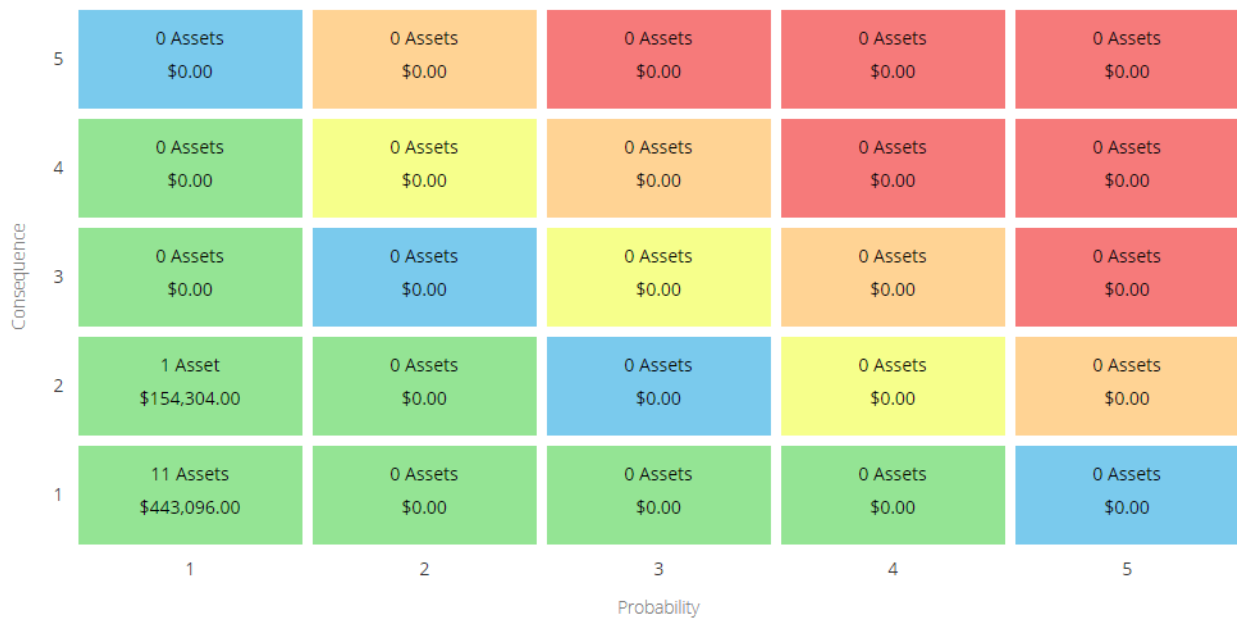 0 Assets 0 Assets 0 Assets 0 Assets 0 Assets
5
$0.00 $0.00 $0.00 $0.00 $0.00
0 Assets 0 Assets 0 Assets 0 Assets 0 Assets
4
$0.00 $0.00 $0.00 $0.00 $0.00
Consequence
0 Assets 0 Assets 0 Assets 0 Assets 0 Assets
3
$0.00 $0.00 $0.00 $0.00 $0.00
1 Asset 0 Assets 0 Assets 0 Assets 0 Assets
2
$154,304.00 $0.00 $0.00 $0.00 $0.00
11 Assets 0 Assets 0 Assets 0 Assets 0 Assets
1
$443,096.00 $0.00 $0.00 $0.00 $0.00
1 2 3 4 5
Probability